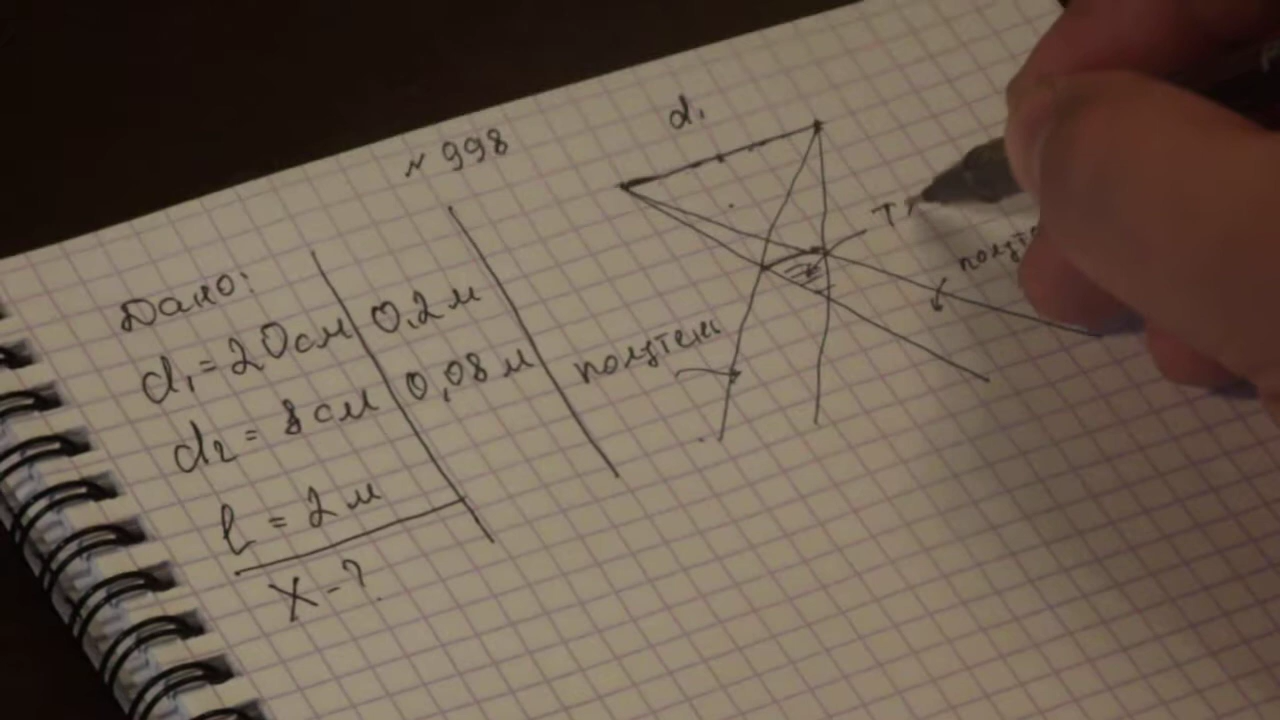 № 998
Дано:
d₁ = 20 см 0,2 м
d₂ = 8 см 0,08 м
l = 2 м
X - ?
d₁
полутень